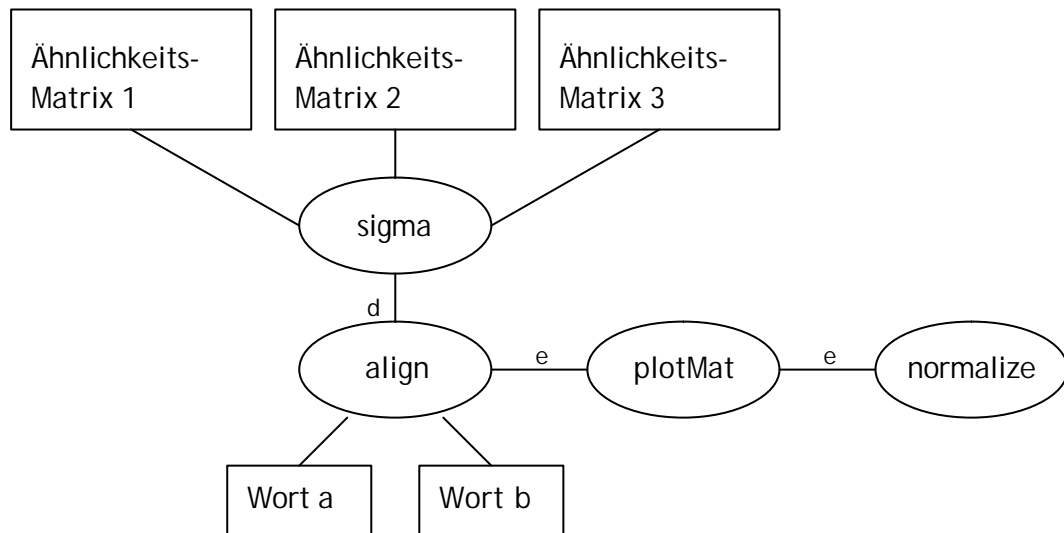 Ähnlichkeits-
Matrix 1
Ähnlichkeits-
Matrix 2
Ähnlichkeits-
Matrix 3
sigma
d
align
e
plotMat
e
normalize
Wort a
Wort b